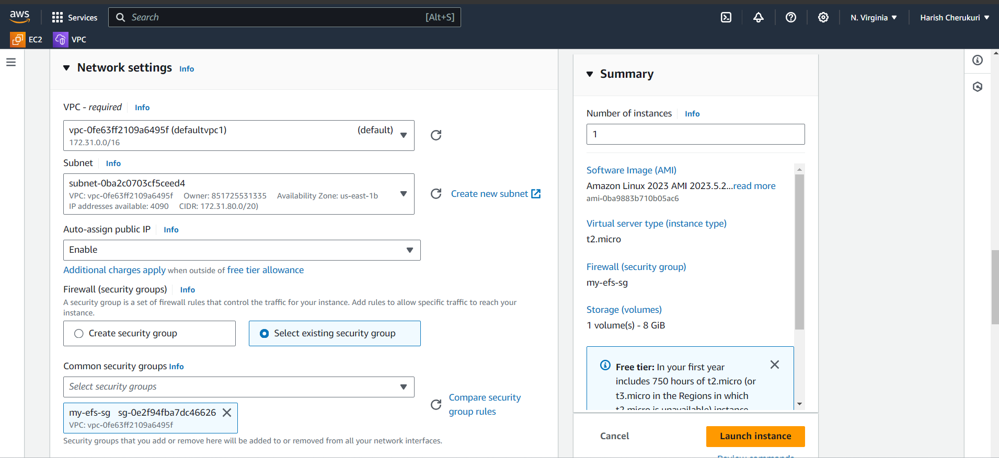 aws
Services
Search
[Alt+S]
N. Virginia
Harish Cherukuri
EC2
VPC
Network settings Info
VPC - required Info
vpc-0fe63ff2109a6495f (defaultvpc1) (default)
172.31.0.0/16
Subnet Info
subnet-0ba2c0703cf5ceed4
VPC: vpc-0fe63ff2109a6495f Owner: 851725531335 Availability Zone: us-east-1b
IP addresses available: 4090 CIDR: 172.31.80.0/20)
Create new subnet
Auto-assign public IP Info
Enable
Additional charges apply when outside of free tier allowance
Firewall (security groups) Info
A security group is a set of firewall rules that control the traffic for your instance. Add rules to allow specific traffic to reach your
instance.
Create security group
Select existing security group
Common security groups Info
Select security groups
Compare security
group rules
my-efs-sg sg-0e2f94fba7dc46626
VPC: vpc-0fe63ff2109a6495f
Security groups that you add or remove here will be added to or removed from all your network interfaces.
Summary
Number of instances Info
1
Software Image (AMI)
Amazon Linux 2023 AMI 2023.5.2...read more
ami-0ba9883b710b05ac6
Virtual server type (instance type)
t2.micro
Firewall (security group)
my-efs-sg
Storage (volumes)
1 volume(s) - 8 GiB
Free tier: In your first year
includes 750 hours of t2.micro (or
t3.micro in the Regions in which
t2.micro is unavailable) instance
Cancel
Launch instance
Review commands